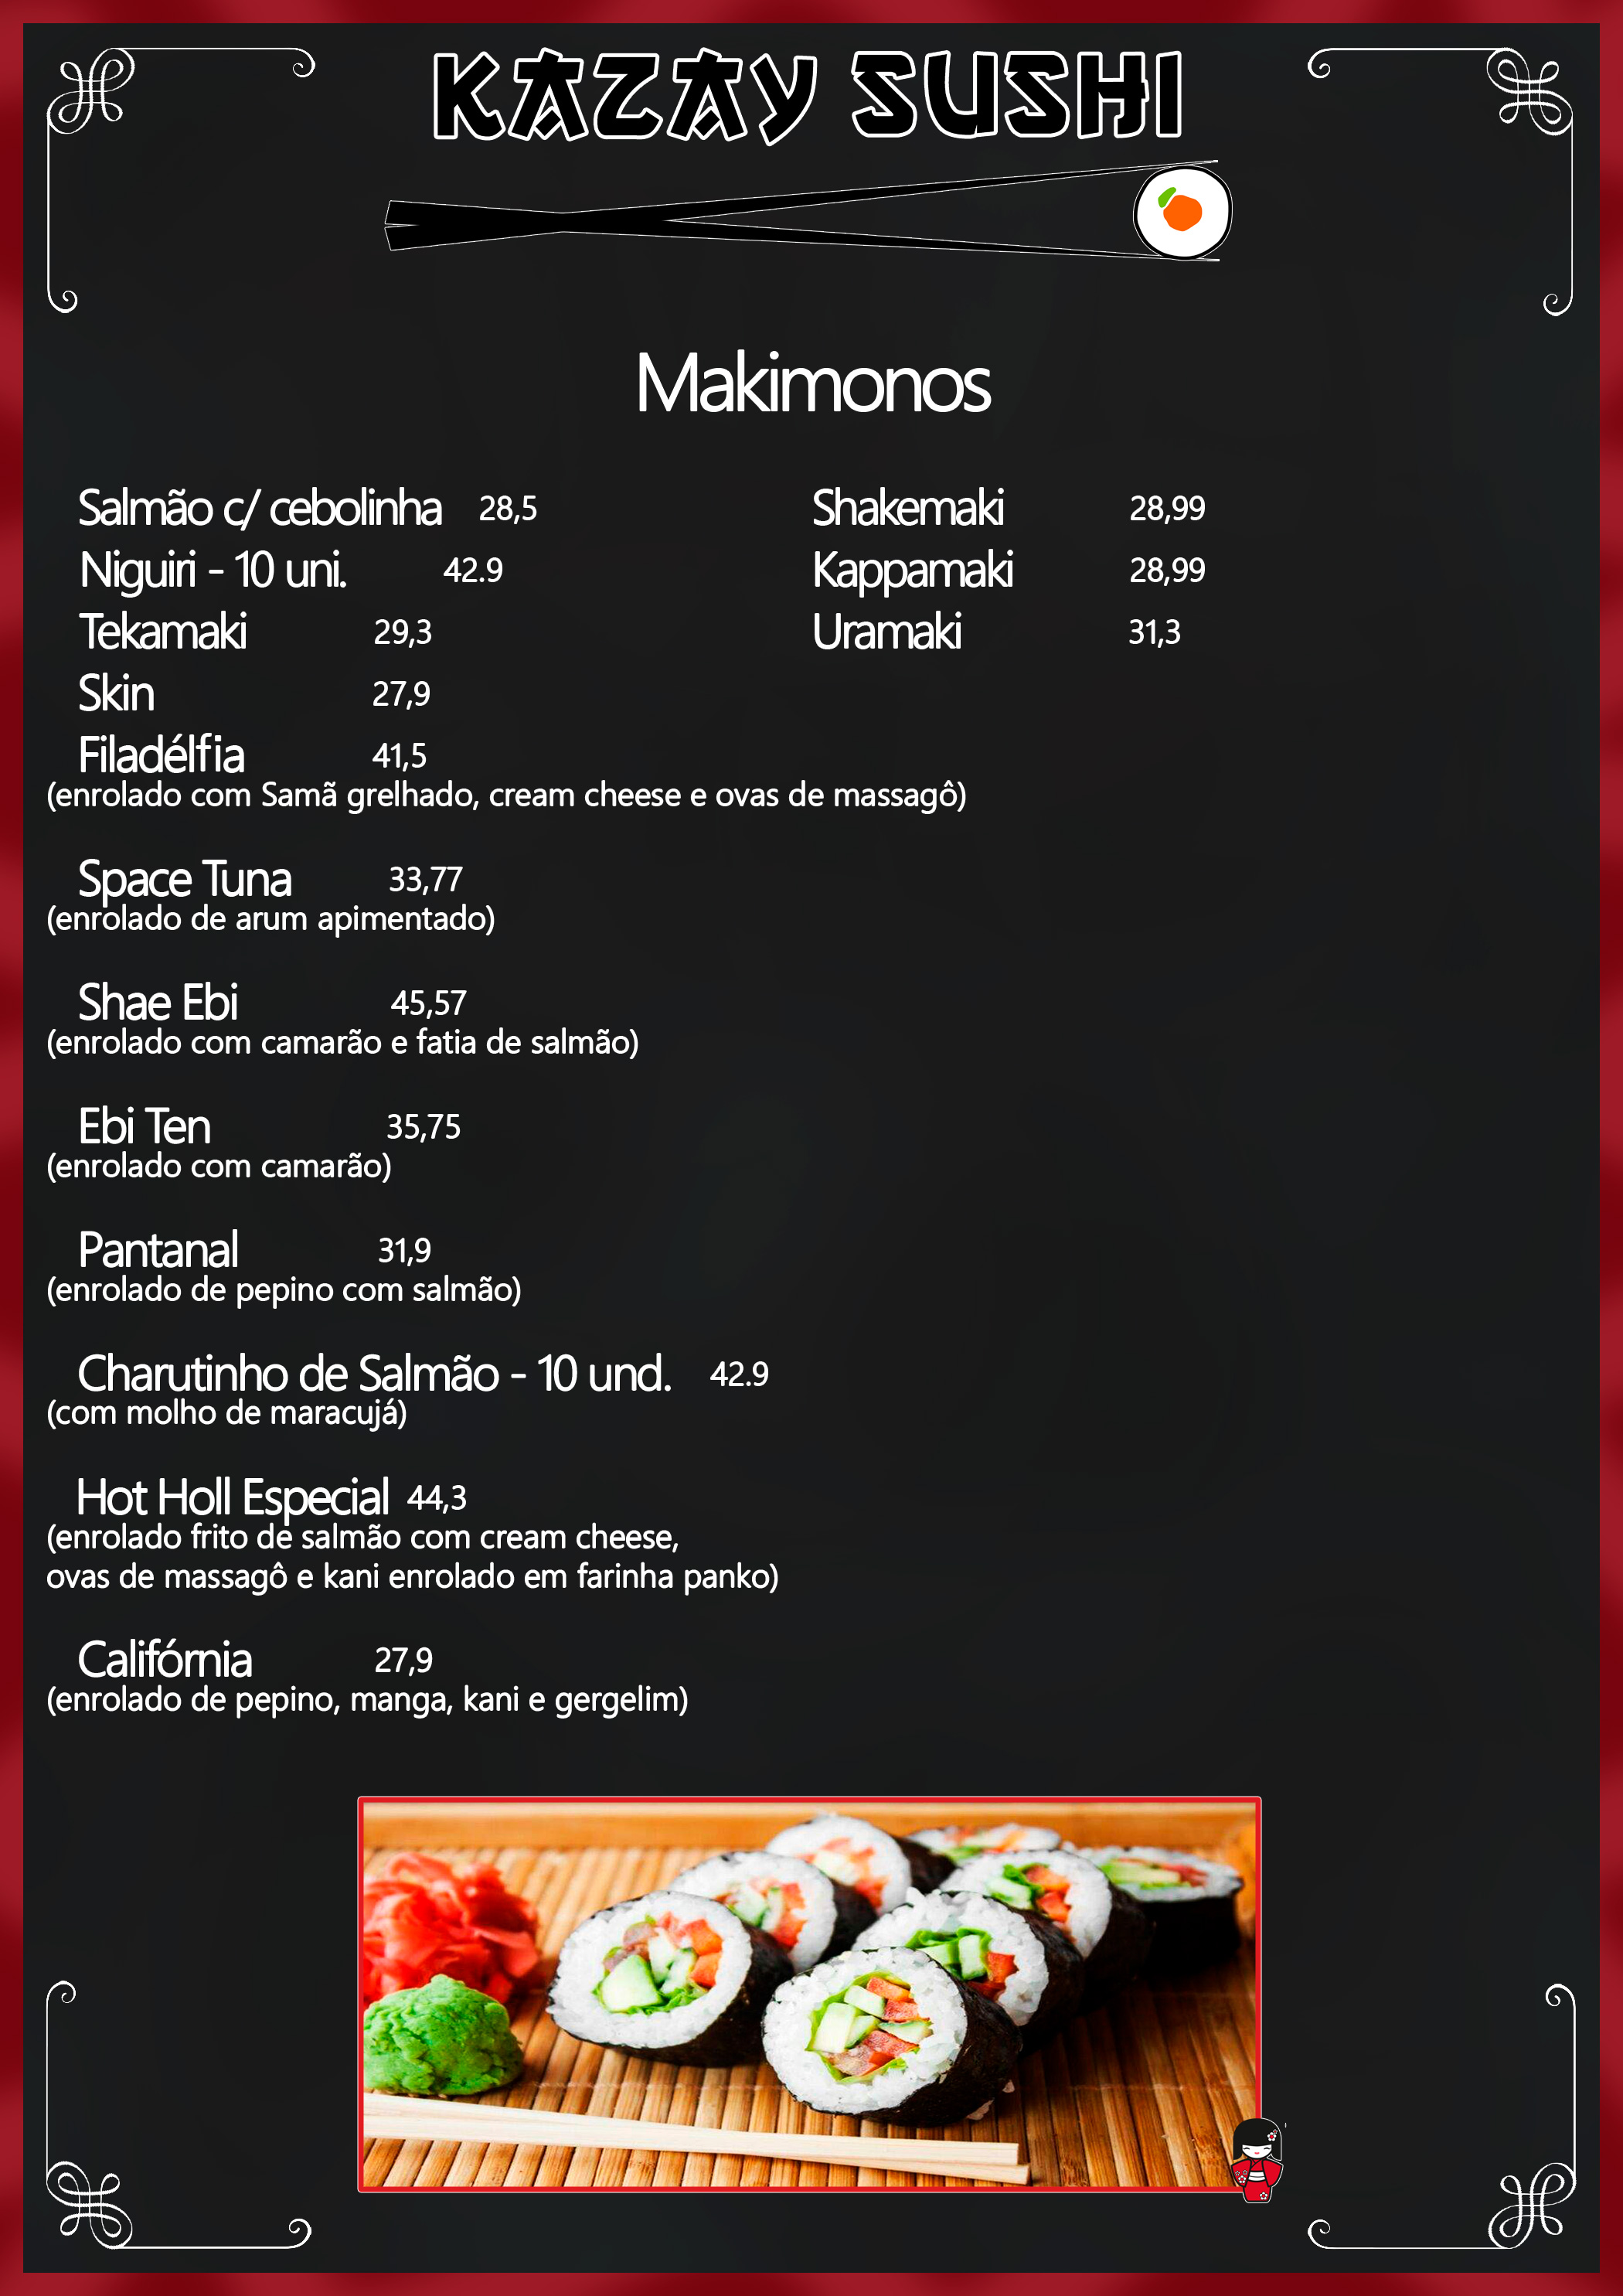 KAZAY SUSHI
Makimonos
Salmão c/ cebolinha 28,5
Niguiri - 10 uni. 42.9
Tekamaki 29,3
Skin 27,9
Filadélfia 41,5
(enrolado com Samã grelhado, cream cheese e ovas de massagô)
Shakemaki 28,99
Kappamaki 28,99
Uramaki 31,3
Space Tuna 33,77
(enrolado de arum apimentado)
Shae Ebi 45,57
(enrolado com camarão e fatia de salmão)
Ebi Ten 35,75
(enrolado com camarão)
Pantanal 31,9
(enrolado de pepino com salmão)
Charutinho de Salmão - 10 und. 42.9
(com molho de maracujá)
Hot Holl Especial 44,3
(enrolado frito de salmão com cream cheese,
ovas de massagô e kani enrolado em farinha panko)
Califórnia 27,9
(enrolado de pepino, manga, kani e gergelim)